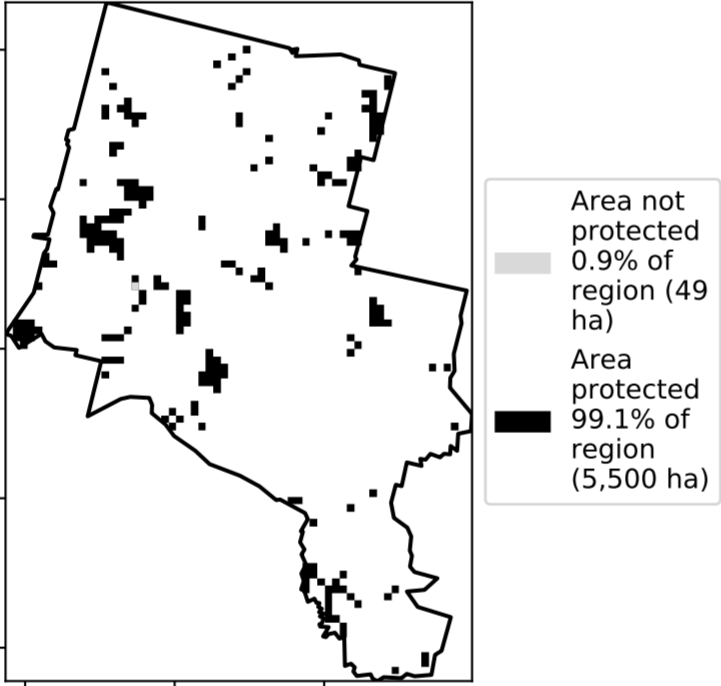 Area not
protected
0.9% of
region (49
ha)
Area
protected
99.1% of
region
(5,500 ha)